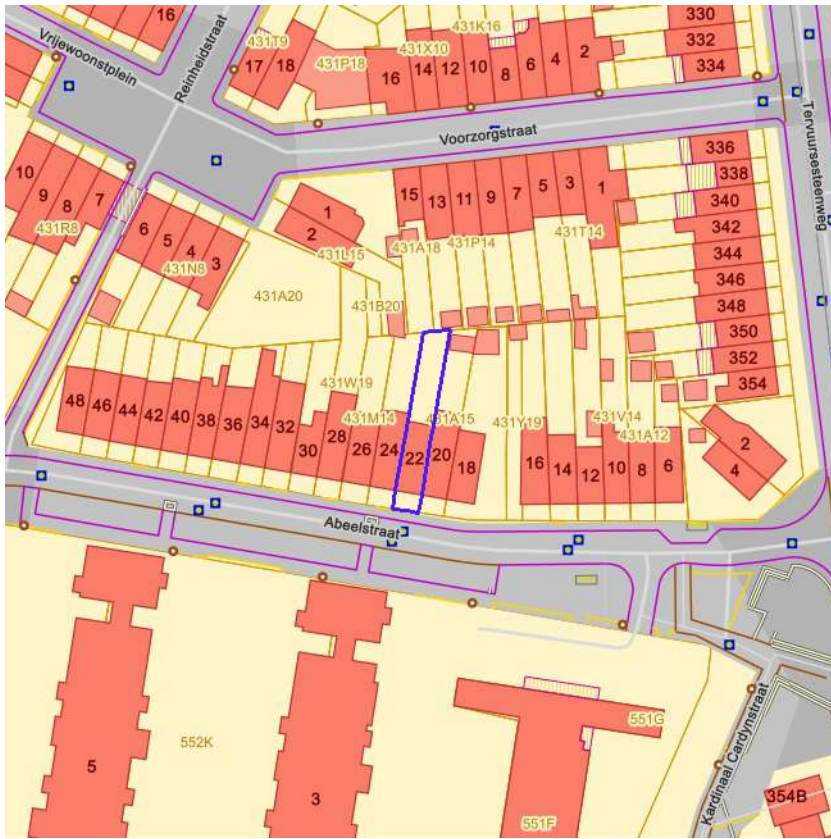 16
330
332
334
431K16
431T9
17
18
431P18
431X10
16
14
12
10
8
6
4
2
Vrijewoonstplein
Reinheidstraat
Voorzorgstraat
Tervuursesteenweg
336
338
340
342
344
346
348
350
352
354
10
9
8
7
431R8
6
5
4
3
431N8
1
2
431L15
431A20
431B20
431A18
15
13
11
9
7
5
3
1
431P14
431T14
48
46
44
42
40
38
36
34
32
30
28
26
24
22
20
18
431W19
431M14
431A15
431Y19
431V14
431A12
16
14
12
10
8
6
2
4
Abeelstraat
552K
5
3
551G
551F
Kardinaal Cardynstraat
354B